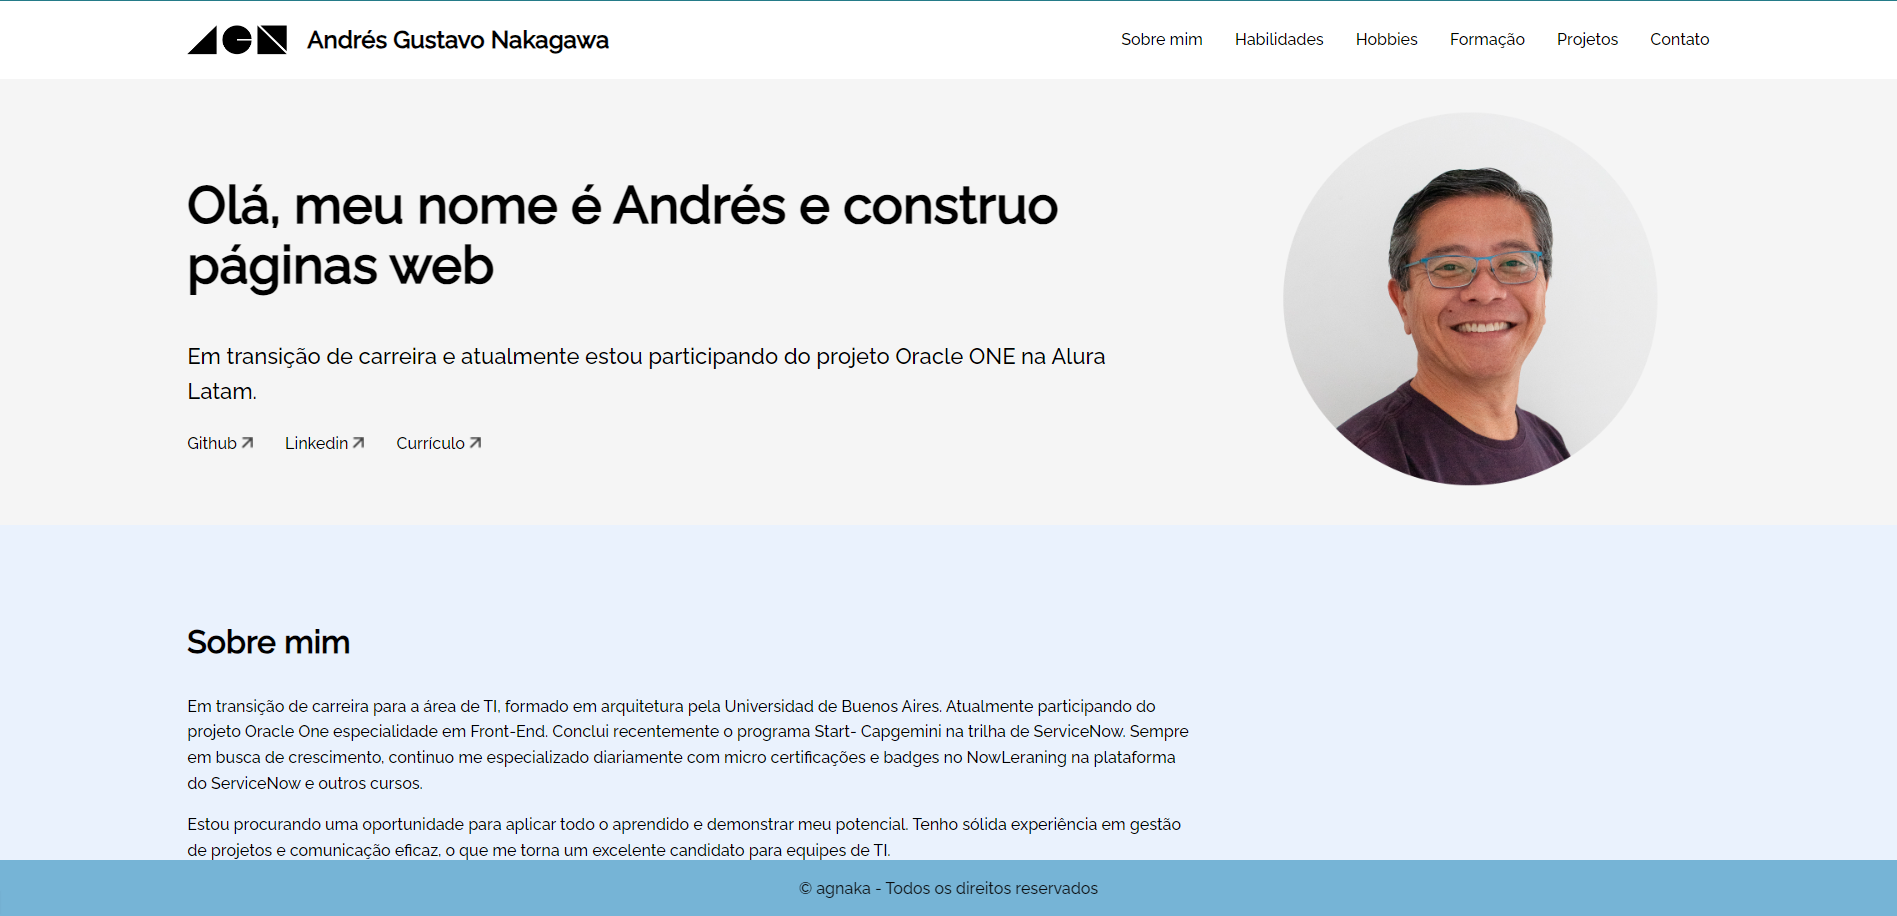 AGN Andrés Gustavo Nakagawa
Sobre mim Habilidades Hobbies Formação Projetos Contato
Olá, meu nome é Andrés e construo
páginas web
Em transição de carreira e atualmente estou participando do projeto Oracle ONE na Alura
Latam.
Github Linkedin Currículo
Sobre mim
Em transição de carreira para a área de TI, formado em arquitetura pela Universidad de Buenos Aires. Atualmente participando do
projeto Oracle One especialidade em Front-End. Conclui recentemente o programa Start- Capgemini na trilha de ServiceNow. Sempre
em busca de crescimento, continuo me especializado diariamente com micro certificações e badges no NowLeraning na plataforma
do ServiceNow e outros cursos.
Estou procurando uma oportunidade para aplicar todo o aprendido e demonstrar meu potencial. Tenho sólida experiência em gestão
de projetos e comunicação eficaz, o que me torna um excelente candidato para equipes de TI.
© agnaka - Todos os direitos reservados